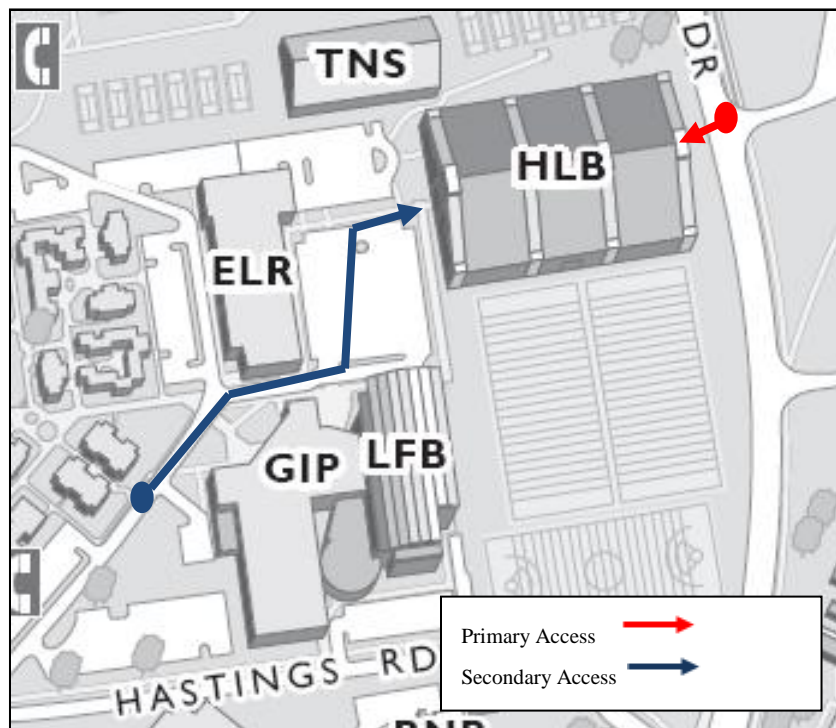 DR
TNS
HLB
ELR
GIP
LFB
Primary Access
Secondary Access
HASTINGS RD